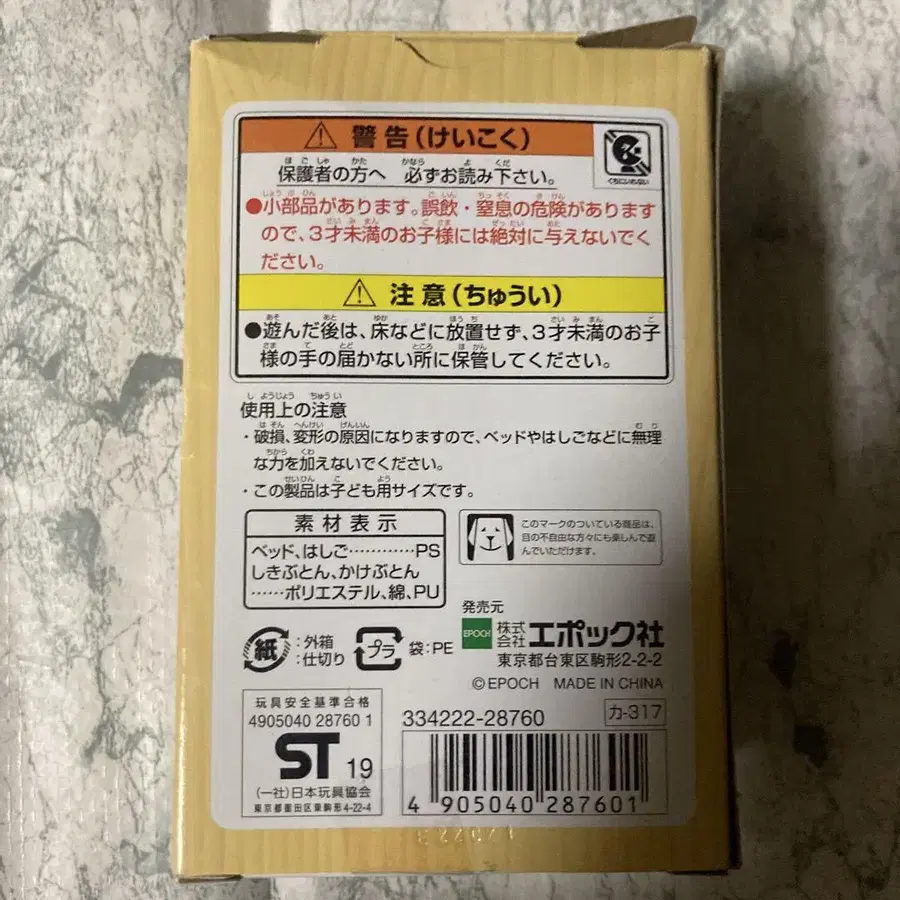 ⚠ 警告(けいこく)
くちにいれない
保護者の方へ 必ずお読み下さい。
●小部品があります。誤飲・窒息の危険があります
ので、3才未満のお子様には絶対に与えないでく
ださい。
⚠ 注意(ちゅうい)
●遊んだ後は、床などに放置せず、3才未満のお子
様の手の届かない所に保管してください。
使用上の注意
・破損、変形の原因になりますので、ベッドやはしごなどに無理
な力を加えないでください。
・この製品は子ども用サイズです。
素材表示
ベッド、はしご…………PS
しきぶとん、かけぶとん
……ポリエステル、綿、PU
このマークのついている商品は、
目の不自由な方々にも楽しんで遊
んでいただけます。
紙:外箱
:仕切り
プラ 袋:PE
発売元
EPOCH 株式会社エポック社
東京都台東区駒形2-2-2
©EPOCH MADE IN CHINA
玩具安全基準合格
4905040 28760 1
ST 19
(一社)日本玩具協会
東京都墨田区東駒形4-22-4
334222-28760
カ-317
4 905040 287601